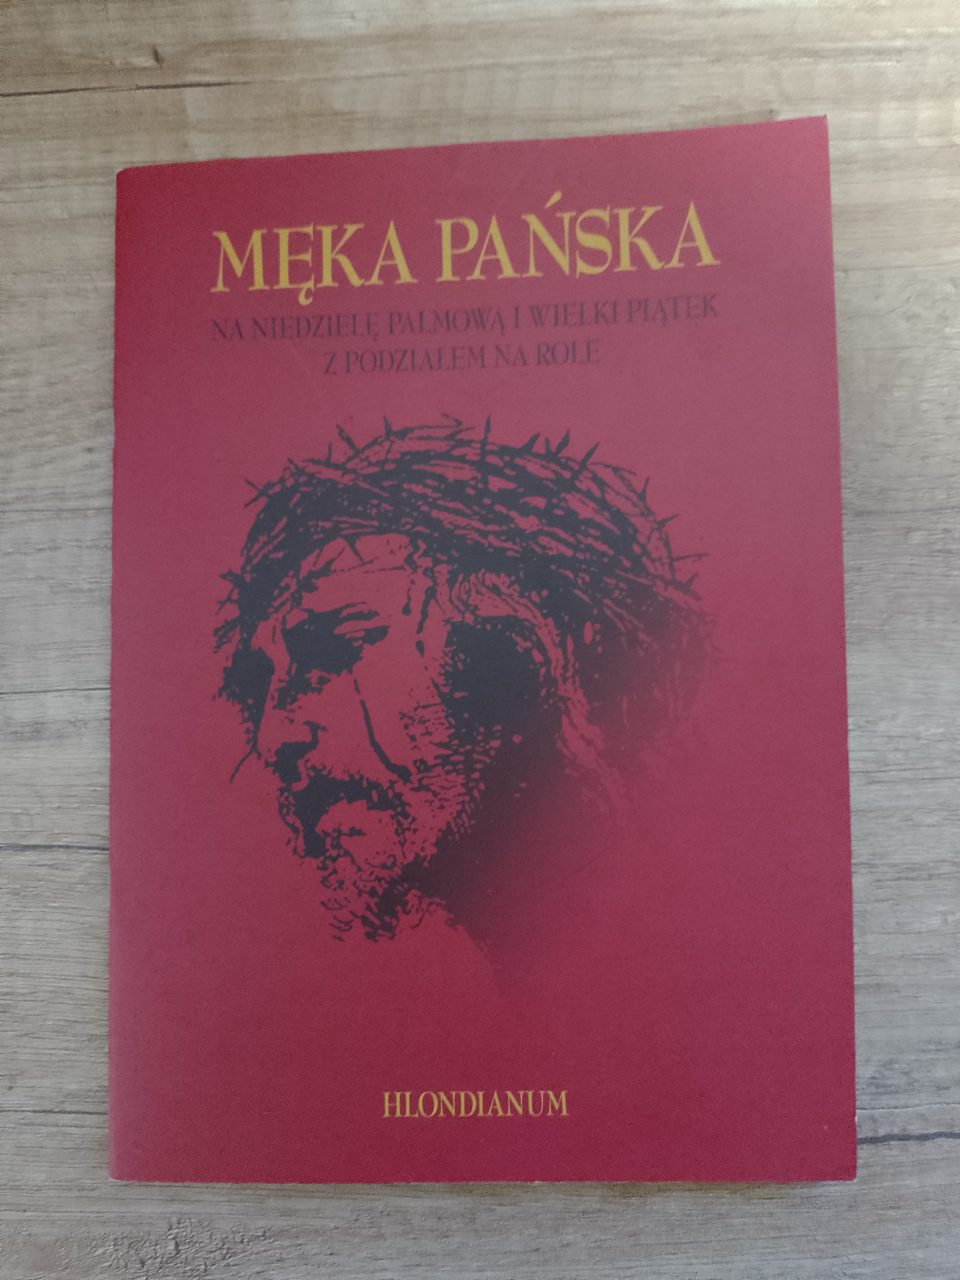 MĘKA PAŃSKA
NA NIEDZIELĘ PALMOWĄ I WIELKI PIĄTEK
Z PODZIAŁEM NA ROLE
HLONDIANUM